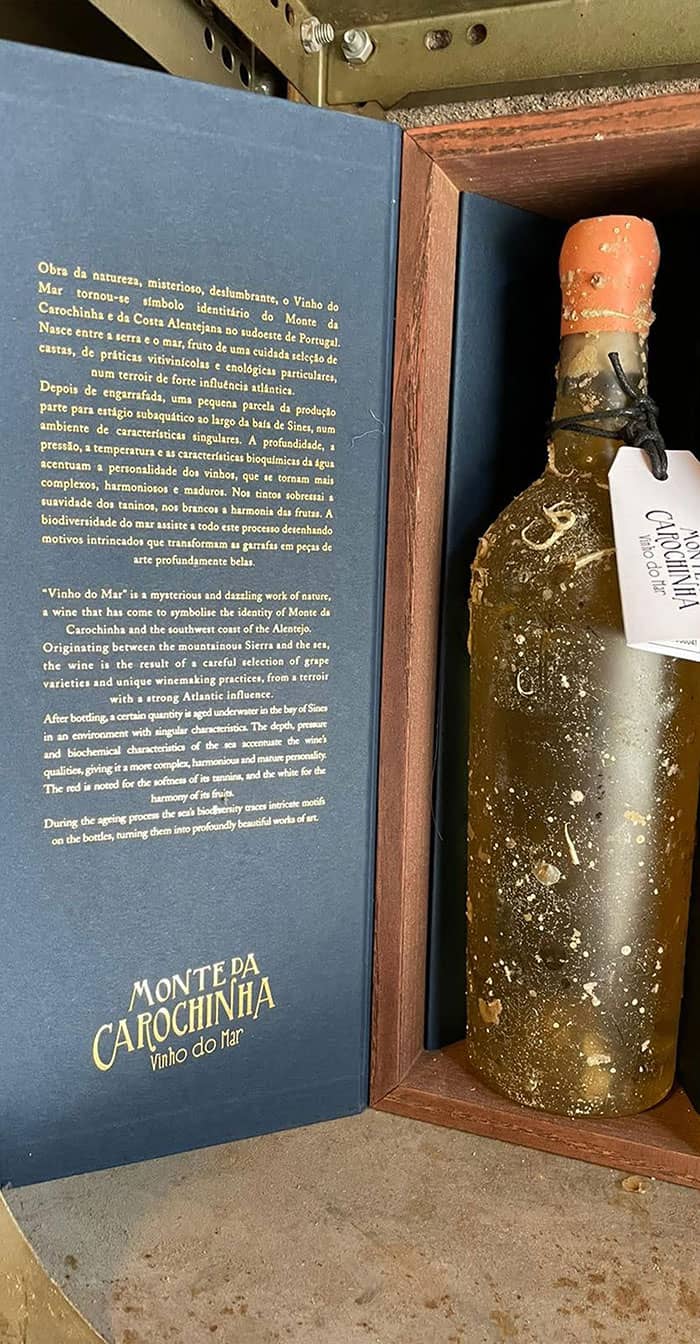 Obra da natureza, misterioso, deslumbrante, o Vinho do
Mar tornou-se símbolo identitário do Monte da
Carochinha e da Costa Alentejana no sudoeste de Portugal.
Nasce entre a serra e o mar, fruto de uma cuidada selecção de
castas, de práticas vitivinícolas e enológicas particulares,
num terroir de forte influência atlântica.
Depois de engarrafada, uma pequena parcela da produção
parte para estágio subaquático ao largo da baía de Sines, num
ambiente de características singulares. A profundidade, a
pressão, a temperatura e as características bioquímicas da água
acentuam a personalidade dos vinhos, que se tornam mais
complexos, harmoniosos e maduros. Nos tintos sobressai a
suavidade dos taninos, nos brancos a harmonia das frutas. A
biodiversidade do mar assiste a todo este processo desenhando
motivos intrincados que transformam as garrafas em peças de
arte profundamente belas.
"Vinho do Mar" is a mysterious and dazzling work of nature,
a wine that has come to symbolise the identity of Monte da
Carochinha and the southwest coast of the Alentejo.
Originating between the mountainous Sierra and the sea,
the wine is the result of a careful selection of grape
varieties and unique winemaking practices, from a terroir
with a strong Atlantic influence.
After bottling, a certain quantity is aged underwater in the bay of Sines
in an environment with singular characteristics. The depth, pressure
and biochemical characteristics of the sea accentuate the wine's
qualities, giving it a more complex, harmonious and mature personality.
The red is noted for the softness of its tannins, and the white for the
harmony of its fruits.
During the ageing process the sea's biodiversity traces intricate motifs
on the bottles, turning them into profoundly beautiful works of art.
MONTE DA
CAROCHINHA
Vinho do Mar
MONTE
CAROCHINHA
Vinho do Mar